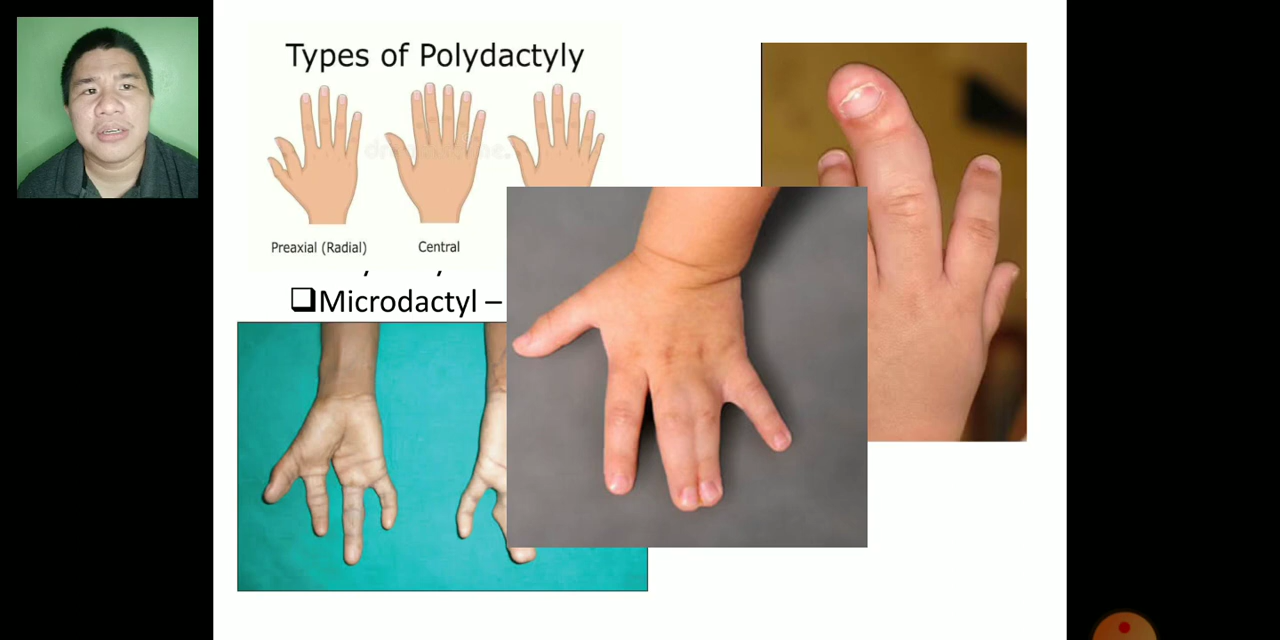 Types of Polydactyly
Preaxial (Radial)
Central
❑Microdactyl –